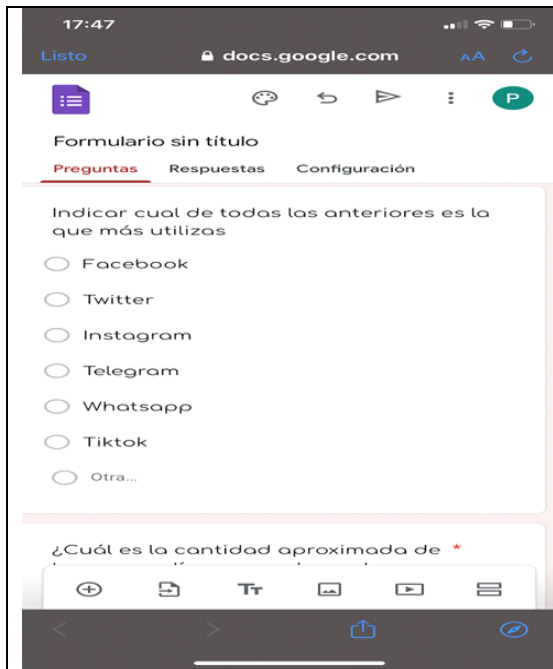 17:47
Listo docs.google.com AA
P
Formulario sin título
Preguntas Respuestas Configuración
Indicar cual de todas las anteriores es la
que más utilizas
Facebook
Twitter
Instagram
Telegram
Whatsapp
Tiktok
Otra...
¿Cuál es la cantidad aproximada de *
Tт